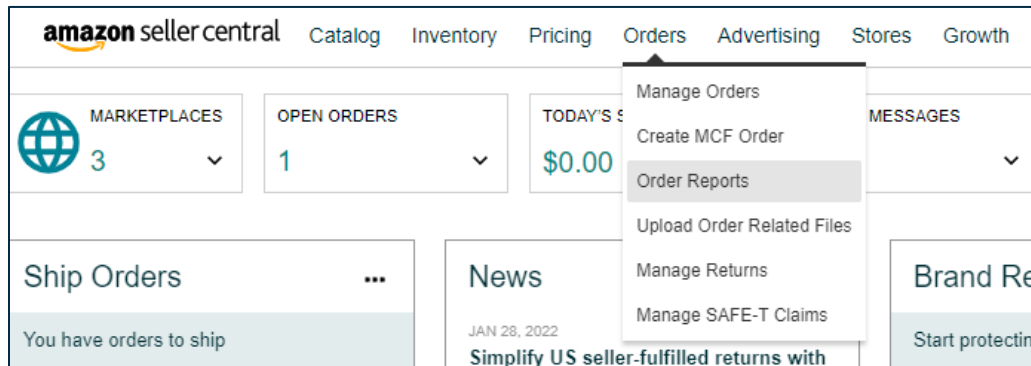 amazon seller central Catalog Inventory Pricing Orders Advertising Stores Growth
Manage Orders
Create MCF Order
Order Reports
Upload Order Related Files
Manage Returns
Manage SAFE-T Claims
MARKETPLACES
3
OPEN ORDERS
1
TODAY'S S
$0.00
MESSAGES
Ship Orders
You have orders to ship
News
JAN 28, 2022
Simplify US seller-fulfilled returns with
Brand Re
Start protectin